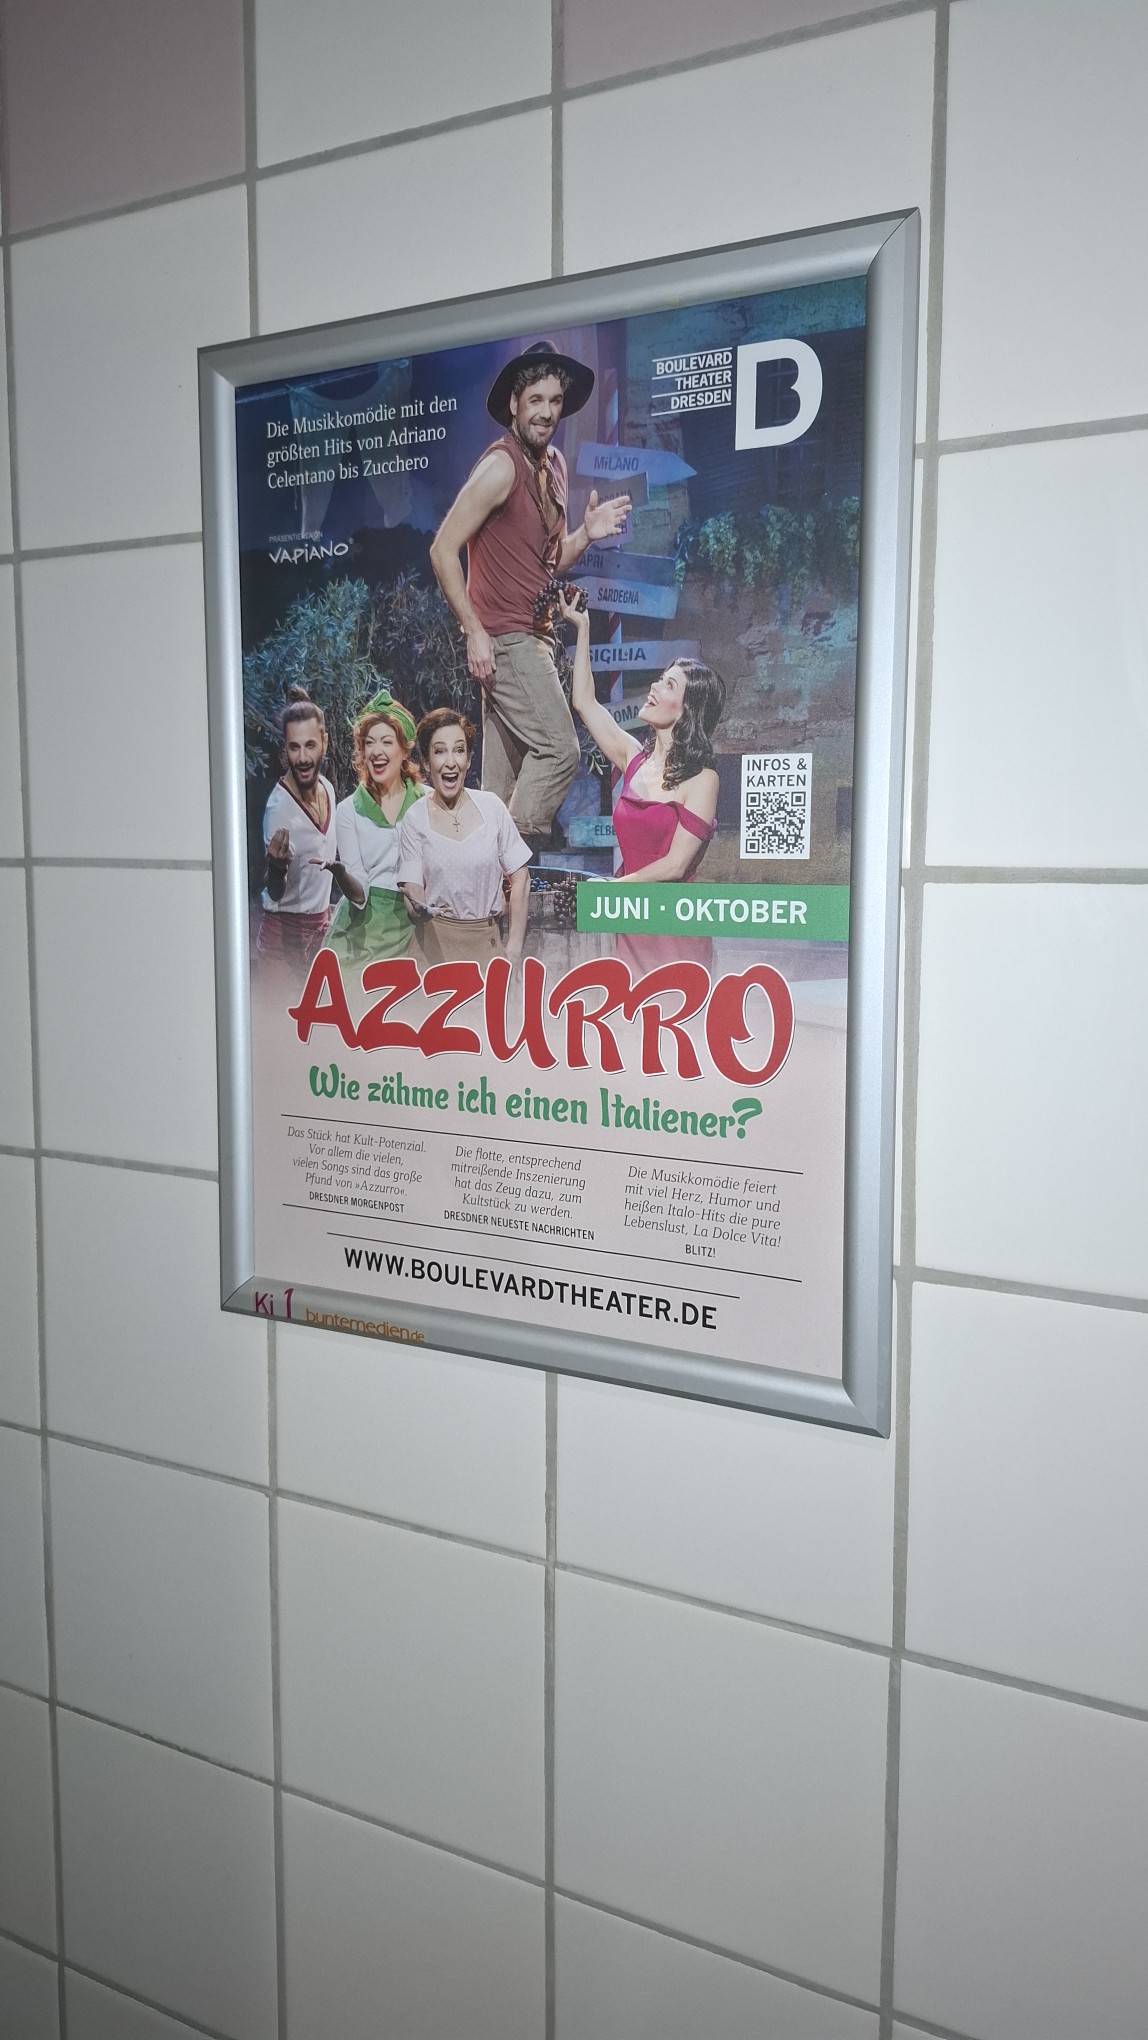 Die Musikkomödie mit den
größten Hits von Adriano
Celentano bis Zucchero
PRÄSENTIERT VON
VAPIANO®
BOULEVARD
THEATER
DRESDEN
B
MILANO
SARDEGNA
SICILIA
INFOS &
KARTEN
JUNI · OKTOBER
AZZURRO
Wie zähme ich einen Italiener?
Das Stück hat Kult-Potenzial.
Vor allem die vielen,
vielen Songs sind das große
Pfund von »Azzurro«.
DRESDNER MORGENPOST
Die flotte, entsprechend
mitreißende Inszenierung
hat das Zeug dazu, zum
Kultstück zu werden.
DRESDNER NEUESTE NACHRICHTEN
Die Musikkomödie feiert
mit viel Herz, Humor und
heißen Italo-Hits die pure
Lebenslust, La Dolce Vita!
BLITZ!
WWW.BOULEVARDTHEATER.DE
Ki 1
buntemedien.de